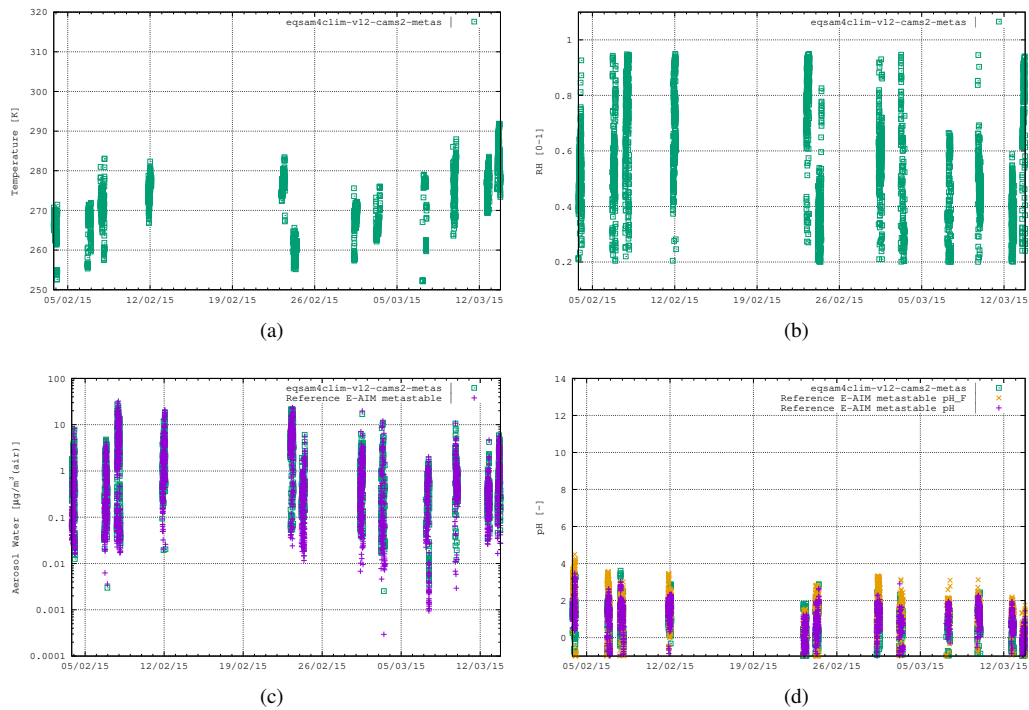 eqsam4clim-v12-cams2-metas
320
310
300
290
280
270
260
250
Temperature [K]
05/02/15 12/02/15 19/02/15 26/02/15 05/03/15 12/03/15
(a)
eqsam4clim-v12-cams2-metas
1
0.8
0.6
0.4
0.2
RH [0-1]
05/02/15 12/02/15 19/02/15 26/02/15 05/03/15 12/03/15
(b)
eqsam4clim-v12-cams2-metas
Reference E-AIM metastable
100
10
1
0.1
0.01
0.001
0.0001
Aerosol Water [μg/m³(air)]
05/02/15 12/02/15 19/02/15 26/02/15 05/03/15 12/03/15
(c)
eqsam4clim-v12-cams2-metas
Reference E-AIM metastable pH_F
Reference E-AIM metastable pH
14
12
10
8
6
4
2
0
pH [-]
05/02/15 12/02/15 19/02/15 26/02/15 05/03/15 12/03/15
(d)